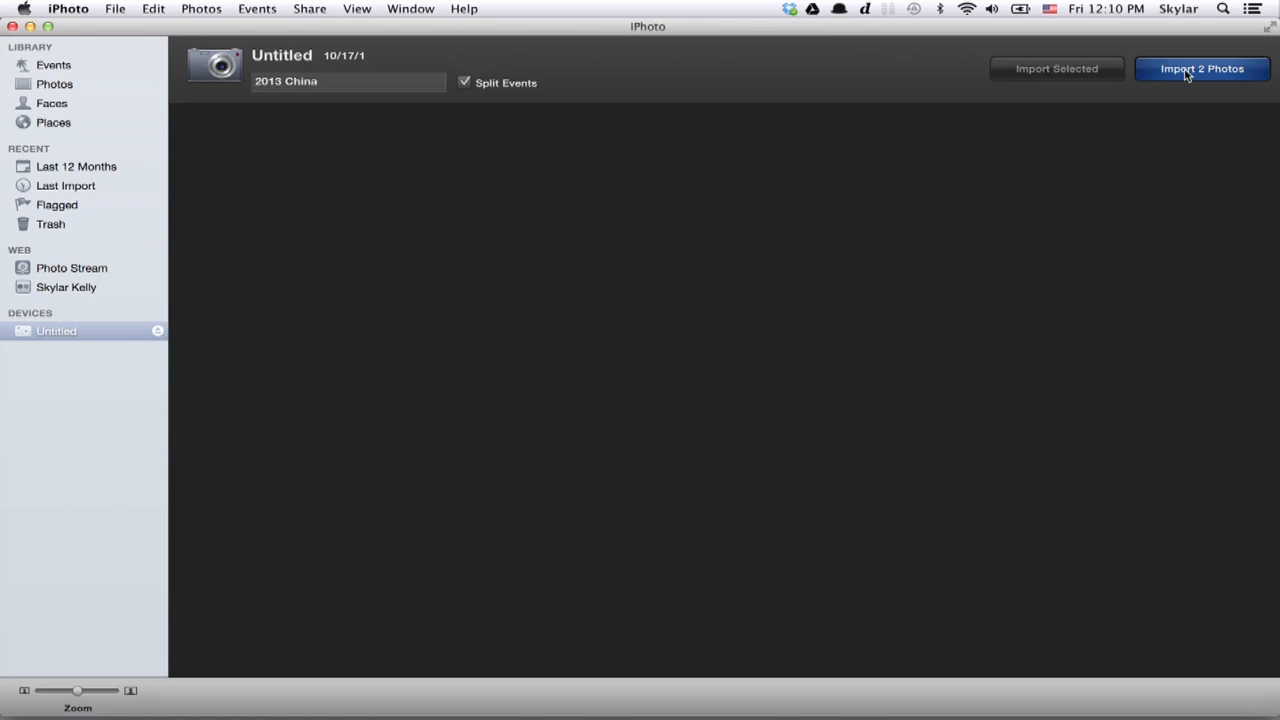 iPhoto File Edit Photos Events Share View Window Help d Fri 12:10 PM Skylar
iPhoto
LIBRARY
Events
Photos
Faces
Places
RECENT
Last 12 Months
Last Import
Flagged
Trash
WEB
Photo Stream
Skylar Kelly
DEVICES
Untitled
Untitled 10/17/1
2013 China
Split Events
Import Selected
Import 2 Photos
Zoom